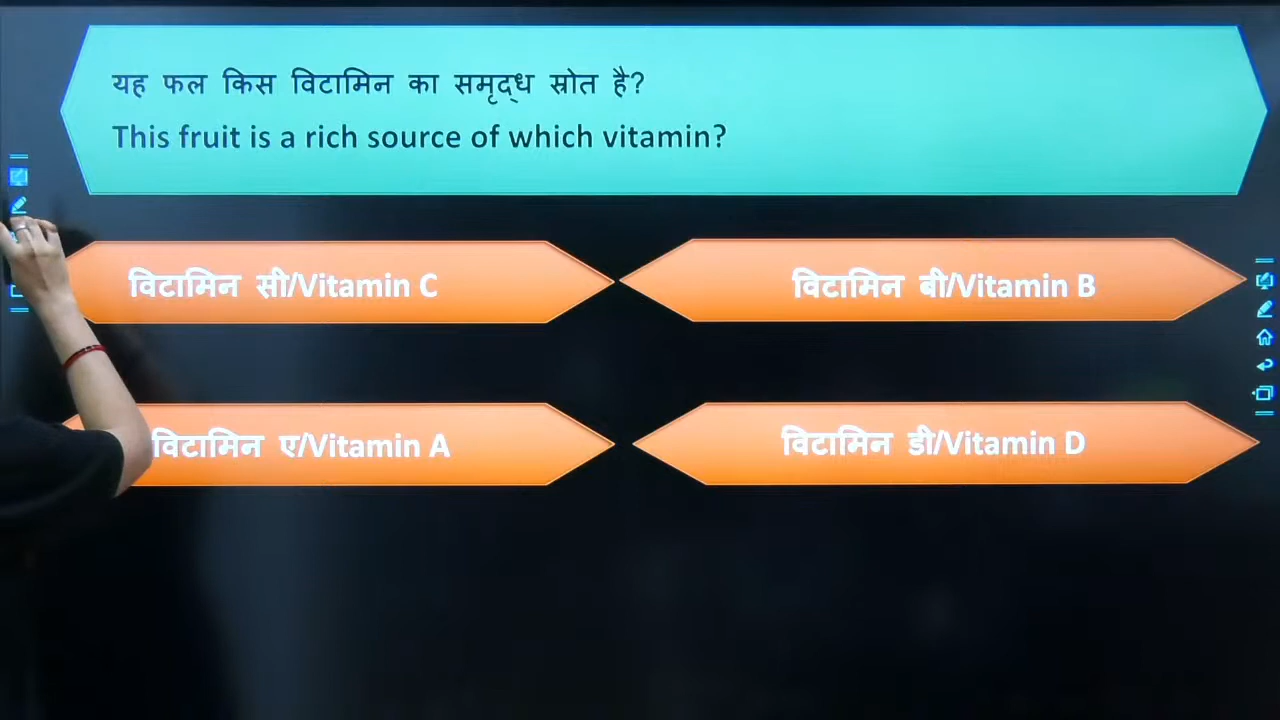 यह फल किस विटामिन का समृद्ध स्रोत है?
This fruit is a rich source of which vitamin?
विटामिन सी/Vitamin C
विटामिन बी/Vitamin B
विटामिन ए/Vitamin A
विटामिन डी/Vitamin D